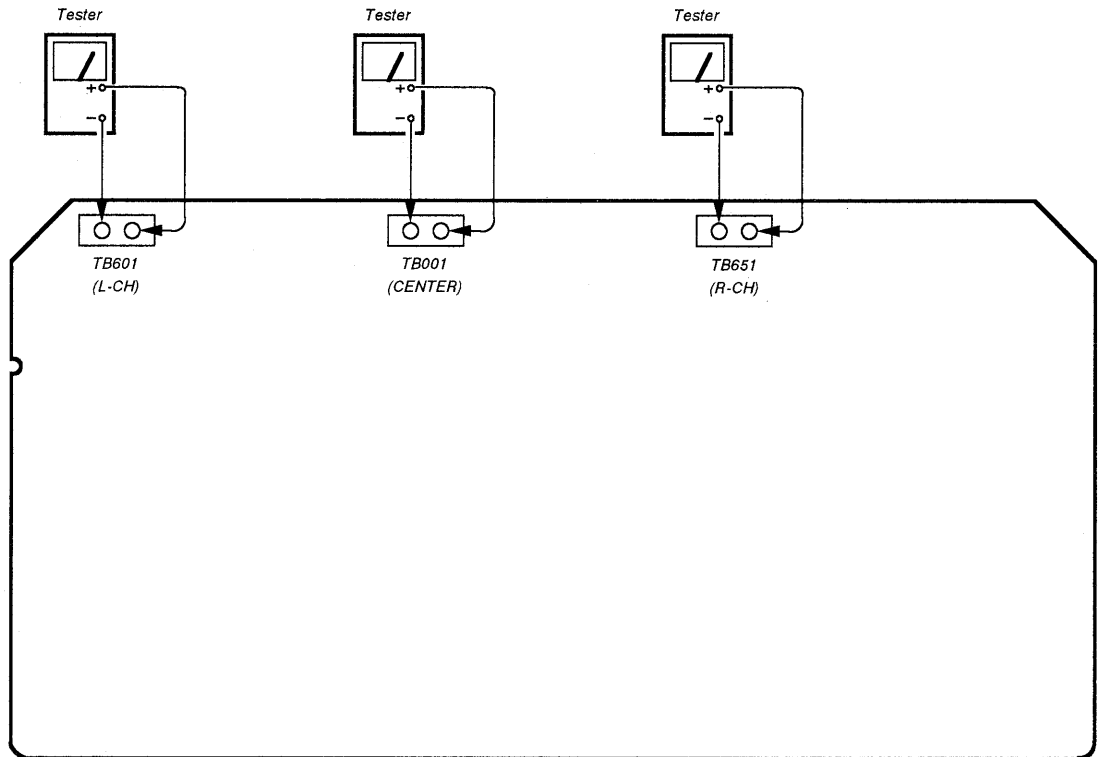 Tester
Tester
Tester
+
−
+
−
+
−
TB601
(L-CH)
TB001
(CENTER)
TB651
(R-CH)